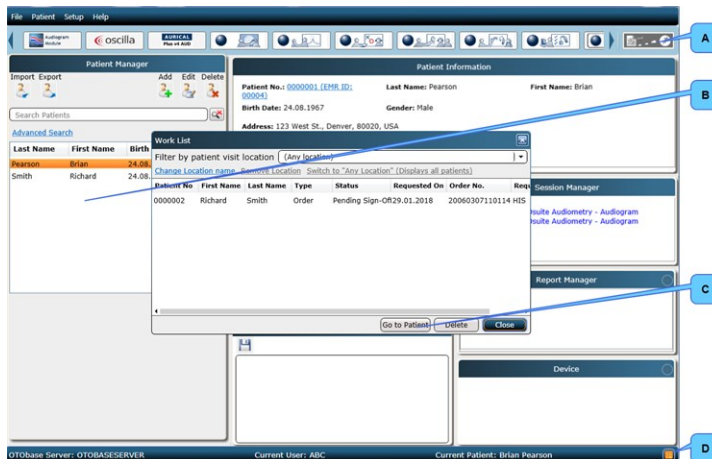 File Patient Setup Help
Audiogram module
oscilla
AURICAL
Plus v4 AUD
A
Patient Manager
Import Export Add Edit Delete
Search Patients
Advanced Search
Last Name First Name Birth
Pearson Brian 24.08.
Smith Richard 24.08.
Patient Information
Patient No.: 0000001 (EMR ID: 00004)
Last Name: Pearson
First Name: Brian
Birth Date: 24.08.1967
Gender: Male
Address: 123 West St., Denver, 80020, USA
B
Work List
Filter by patient visit location (Any location)
Change Location name Remove Location Switch to "Any Location" (Displays all patients)
Patient No First Name Last Name Type Status Requested On Order No. Requ
0000002 Richard Smith Order Pending Sign-Off 29.01.2018 20060307110114 HIS
Go to Patient Delete Close
Session Manager
Otosuite Audiometry - Audiogram
Otosuite Audiometry - Audiogram
Report Manager
C
Device
OTObase Server: OTOBASESERVER Current User: ABC Current Patient: Brian Pearson
D